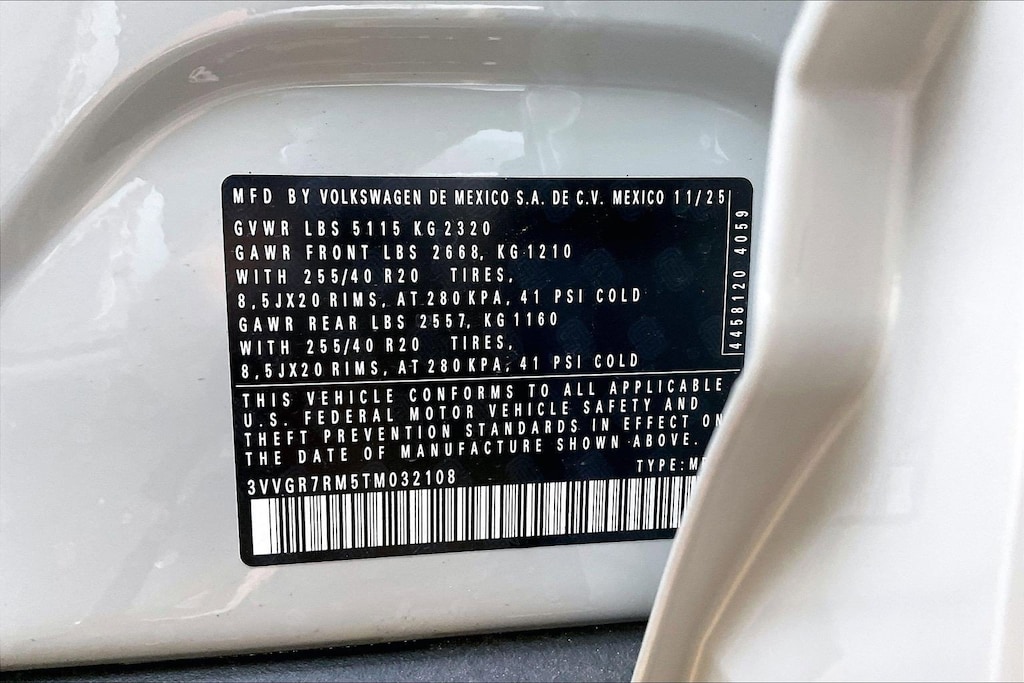 MFD BY VOLKSWAGEN DE MEXICO S.A. DE C.V. MEXICO 11/25
GVWR LBS 5115 KG 2320
GAWR FRONT LBS 2668, KG 1210
WITH 255/40 R20 TIRES,
8,5JX20 RIMS, AT 280 KPA, 41 PSI COLD
GAWR REAR LBS 2557, KG 1160
WITH 255/40 R20 TIRES,
8,5JX20 RIMS, AT 280 KPA, 41 PSI COLD
4458120 4059
THIS VEHICLE CONFORMS TO ALL APPLICABLE
U.S. FEDERAL MOTOR VEHICLE SAFETY AND
THEFT PREVENTION STANDARDS IN EFFECT ON
THE DATE OF MANUFACTURE SHOWN ABOVE.
TYPE:
3VVGR7RM5TM032108